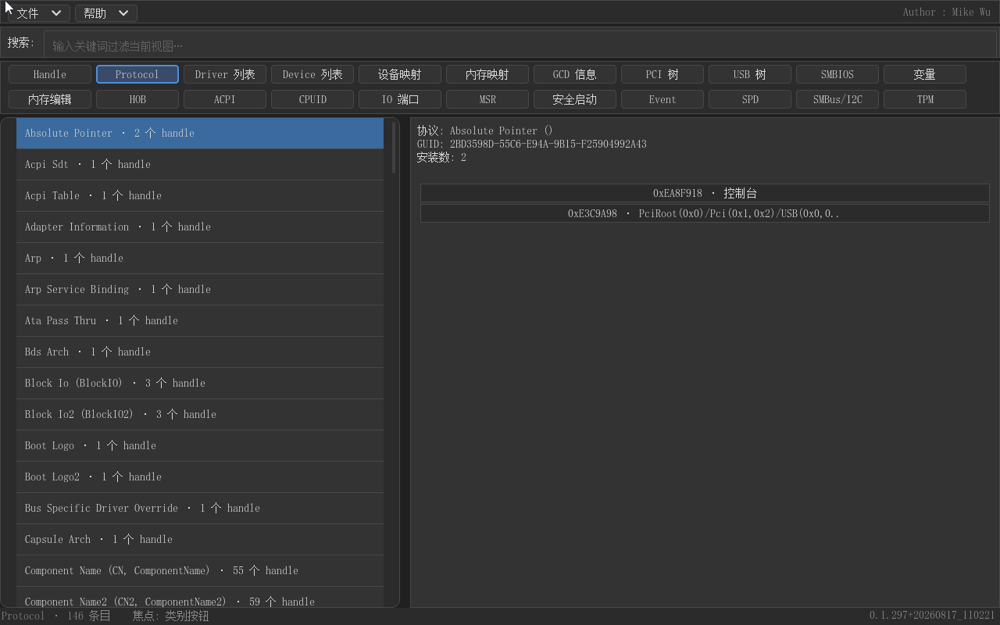 文件 帮助 Author : Mike Wu
搜索: 输入关键词过滤当前视图…
Handle Protocol Driver 列表 Device 列表 设备映射 内存映射 GCD 信息 PCI 树 USB 树 SMBIOS 变量
内存编辑 HOB ACPI CPUID IO 端口 MSR 安全启动 Event SPD SMBus/I2C TPM
Absolute Pointer · 2 个 handle
Acpi Sdt · 1 个 handle
Acpi Table · 1 个 handle
Adapter Information · 1 个 handle
Arp · 1 个 handle
Arp Service Binding · 1 个 handle
Ata Pass Thru · 1 个 handle
Bds Arch · 1 个 handle
Block Io (BlockIO) · 3 个 handle
Block Io2 (BlockIO2) · 3 个 handle
Boot Logo · 1 个 handle
Boot Logo2 · 1 个 handle
Bus Specific Driver Override · 1 个 handle
Capsule Arch · 1 个 handle
Component Name (CN, ComponentName) · 55 个 handle
Component Name2 (CN2, ComponentName2) · 59 个 handle
协议: Absolute Pointer ()
GUID: 2BD3598D-55C6-E94A-9B15-F25904992A43
安装数: 2
0xEA8F918 · 控制台
0xE3C9A98 · PciRoot(0x0)/Pci(0x1,0x2)/USB(0x0,0..
Protocol · 146 条目 焦点: 类别按钮 0.1.297+20260817_110221